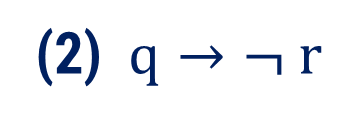 (2) q → ¬ r